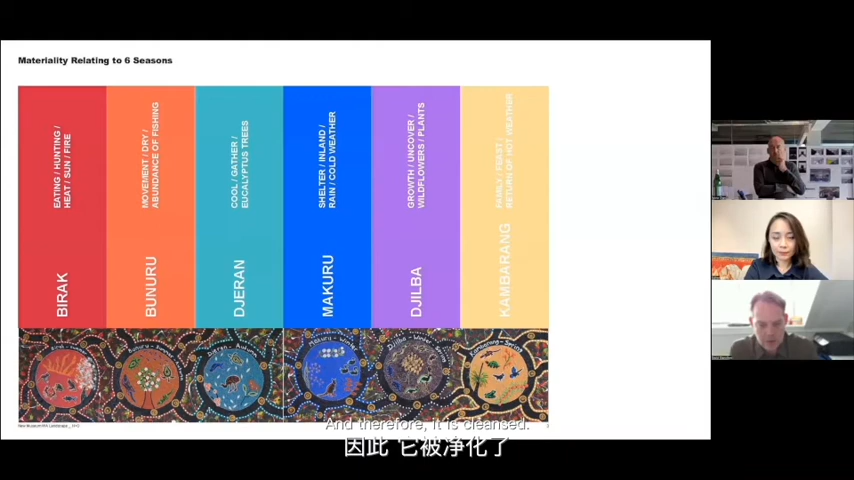 Materiality Relating to 6 Seasons
EATING / HUNTING /
HEAT / SUN / FIRE
MOVEMENT / DRY /
ABUNDANCE OF FISHING
COOL / GATHER /
EUCALYPTUS TREES
SHELTER / INLAND /
RAIN / COLD WEATHER
GROWTH / UNCOVER /
WILDFLOWERS / PLANTS
FAMILY / FEAST /
RETURN OF HOT WEATHER
BIRAK
BUNURU
DJERAN
MAKURU
DJILBA
KAMBARANG
And therefore, it is cleansed.
因此 它被净化了